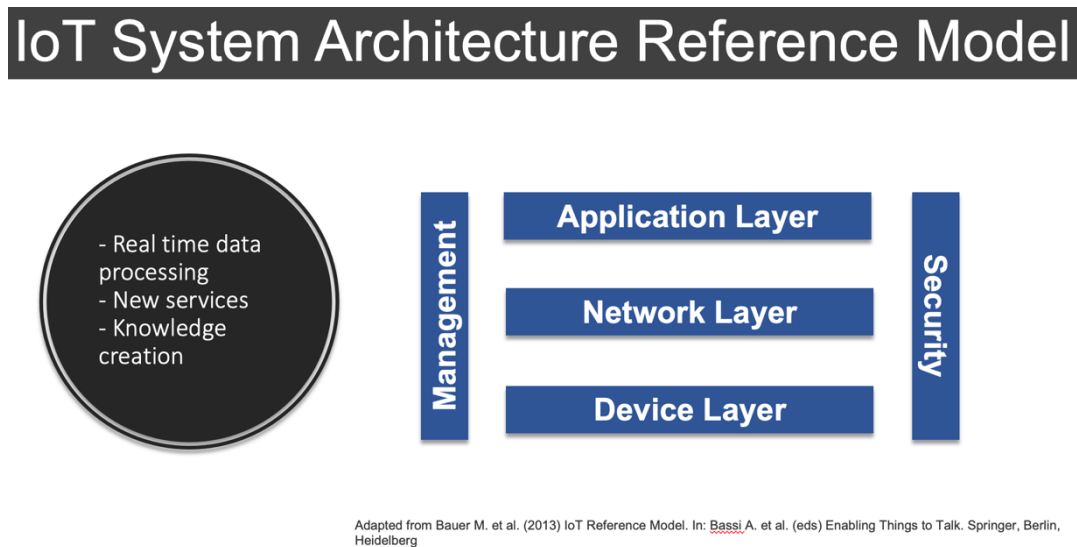 IoT System Architecture Reference Model
- Real time data
processing
- New services
- Knowledge
creation
Management
Application Layer
Network Layer
Device Layer
Security
Adapted from Bauer M. et al. (2013) IoT Reference Model. In: Bassi A. et al. (eds) Enabling Things to Talk. Springer, Berlin,
Heidelberg